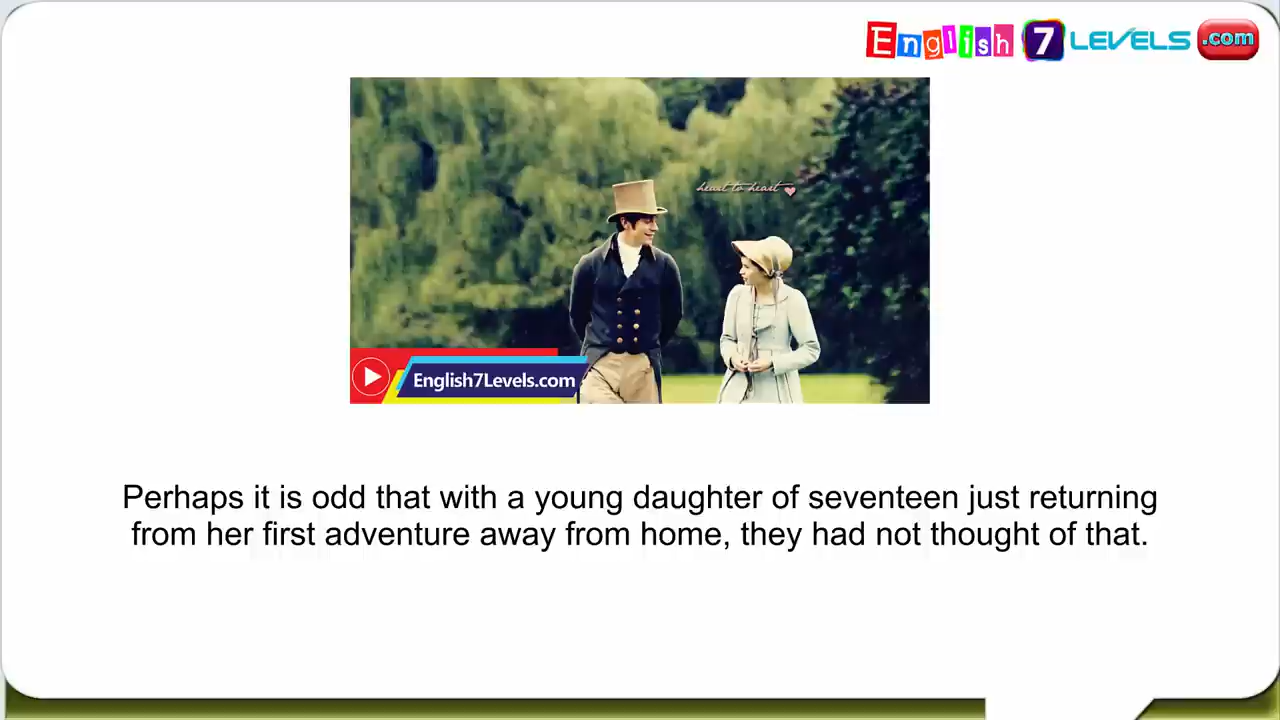 English 7 LEVELS .com
heart to heart
English7Levels.com
Perhaps it is odd that with a young daughter of seventeen just returning
from her first adventure away from home, they had not thought of that.